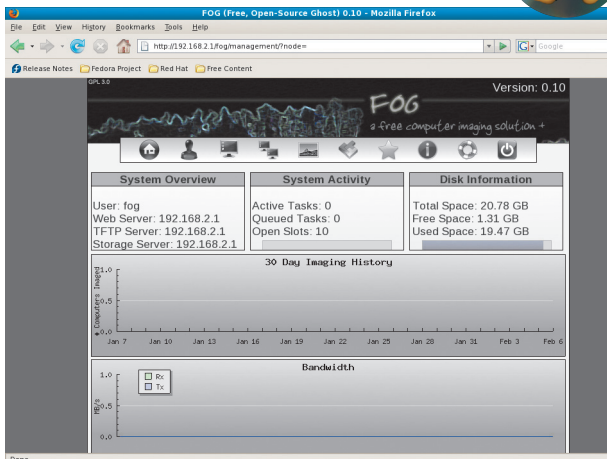 FOG (Free, Open-Source Ghost) 0.10 - Mozilla Firefox
File Edit View History Bookmarks Tools Help
http://192.168.2.1/fog/management/?node=
G Google
Release Notes Fedora Project Red Hat Free Content
GPL 3.0
Version: 0.10
FOG
a free computer imaging solution +
System Overview
User: fog
Web Server: 192.168.2.1
TFTP Server: 192.168.2.1
Storage Server: 192.168.2.1
System Activity
Active Tasks: 0
Queued Tasks: 0
Open Slots: 10
Disk Information
Total Space: 20.78 GB
Free Space: 1.31 GB
Used Space: 19.47 GB
30 Day Imaging History
# Computers Imaged
1.0
0.5
0.0
Jan 7 Jan 10 Jan 13 Jan 16 Jan 19 Jan 22 Jan 25 Jan 28 Jan 31 Feb 3 Feb 6
Bandwidth
MB/s
1.0
0.5
0.0
Rx
Tx
Done